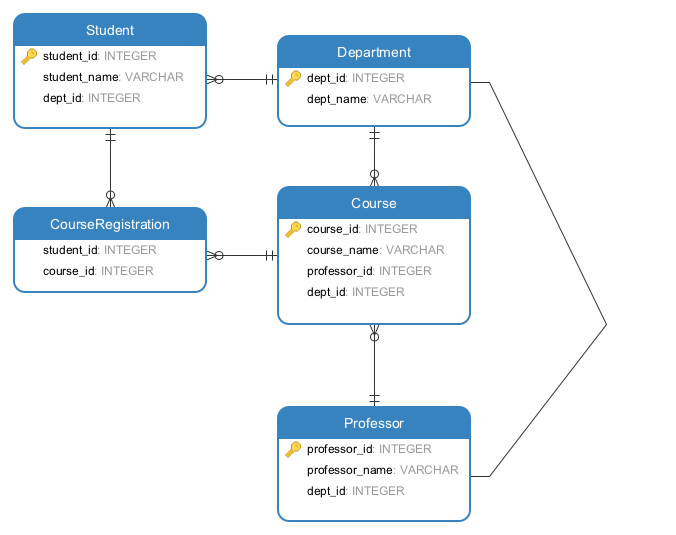 Student
student_id: INTEGER
student_name: VARCHAR
dept_id: INTEGER
Department
dept_id: INTEGER
dept_name: VARCHAR
CourseRegistration
student_id: INTEGER
course_id: INTEGER
Course
course_id: INTEGER
course_name: VARCHAR
professor_id: INTEGER
dept_id: INTEGER
Professor
professor_id: INTEGER
professor_name: VARCHAR
dept_id: INTEGER